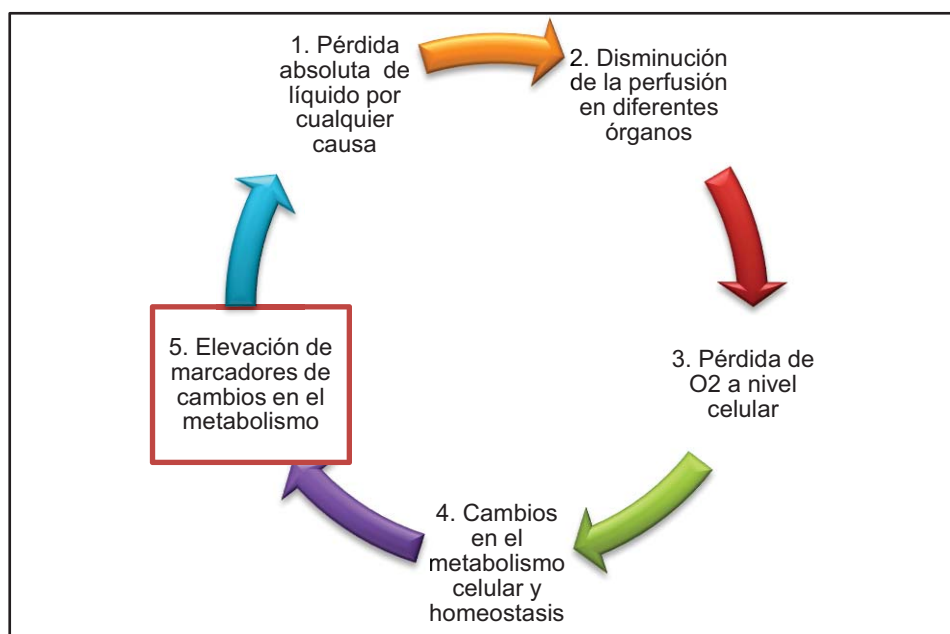 1. Pérdida
absoluta de
líquido por
cualquier
causa
2. Disminución
de la perfusión
en diferentes
órganos
3. Pérdida de
O2 a nivel
celular
4. Cambios
en el
metabolismo
celular y
homeostasis
5. Elevación de
marcadores de
cambios en el
metabolismo